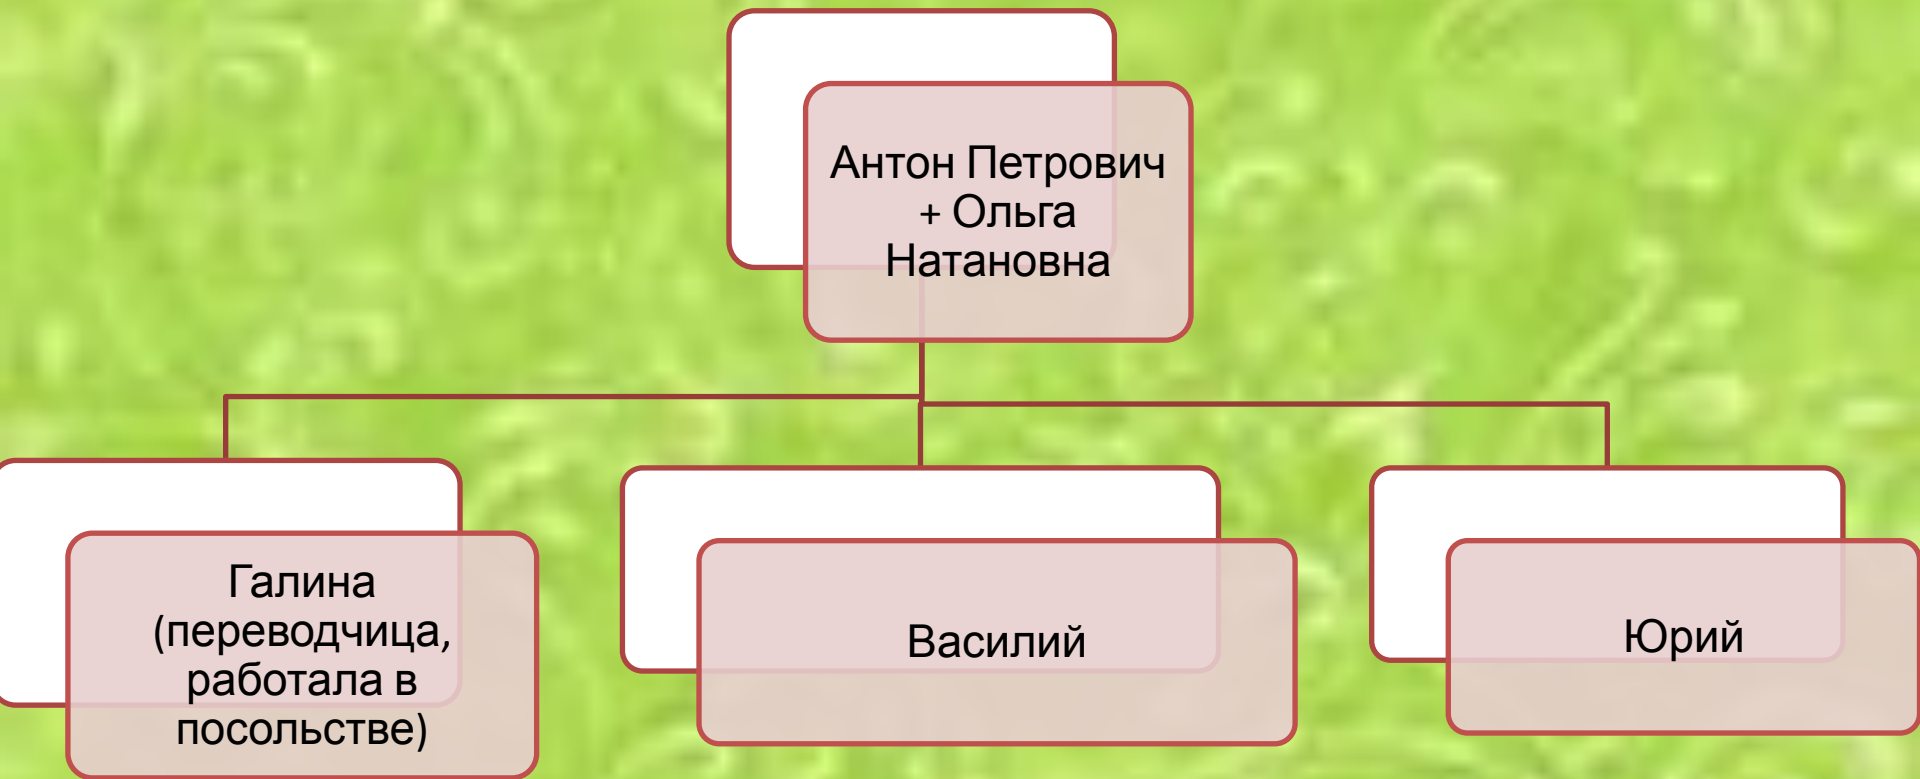 Антон Петрович
+ Ольга
Натановна
Галина
(переводчица,
работала в
посольстве)
Василий
Юрий